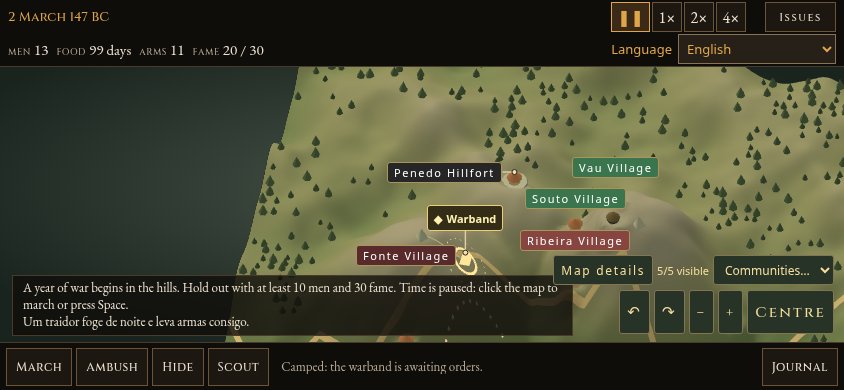 2 MARCH 147 BC
❚❚ 1× 2× 4× ISSUES
MEN 13 FOOD 99 days ARMS 11 FAME 20 / 30
Language English
Penedo Hillfort
Vau Village
Souto Village
◆ Warband
Ribeira Village
Fonte Village
Map details 5/5 visible Communities...
A year of war begins in the hills. Hold out with at least 10 men and 30 fame. Time is paused: click the map to
march or press Space.
Um traidor foge de noite e leva armas consigo.
↶ ↷ − + CENTRE
MARCH AMBUSH HIDE SCOUT Camped: the warband is awaiting orders. JOURNAL